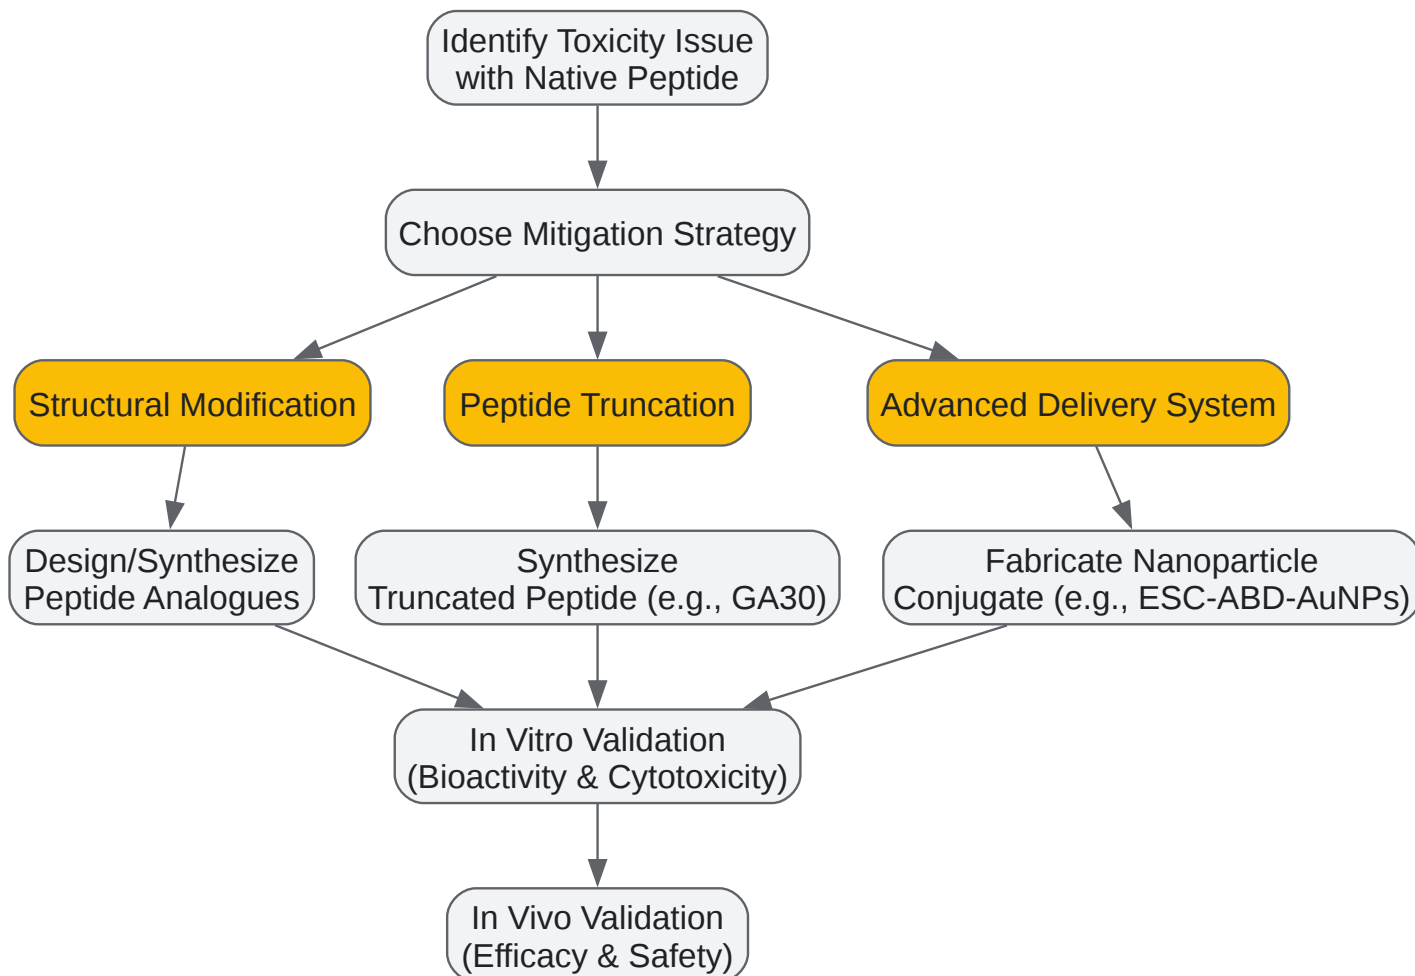 Identify Toxicity Issue
with Native Peptide
Choose Mitigation Strategy
Structural Modification
Peptide Truncation
Advanced Delivery System
Design/Synthesize
Peptide Analogues
Synthesize
Truncated Peptide (e.g., GA30)
Fabricate Nanoparticle
Conjugate (e.g., ESC-ABD-AuNPs)
In Vitro Validation
(Bioactivity & Cytotoxicity)
In Vivo Validation
(Efficacy & Safety)